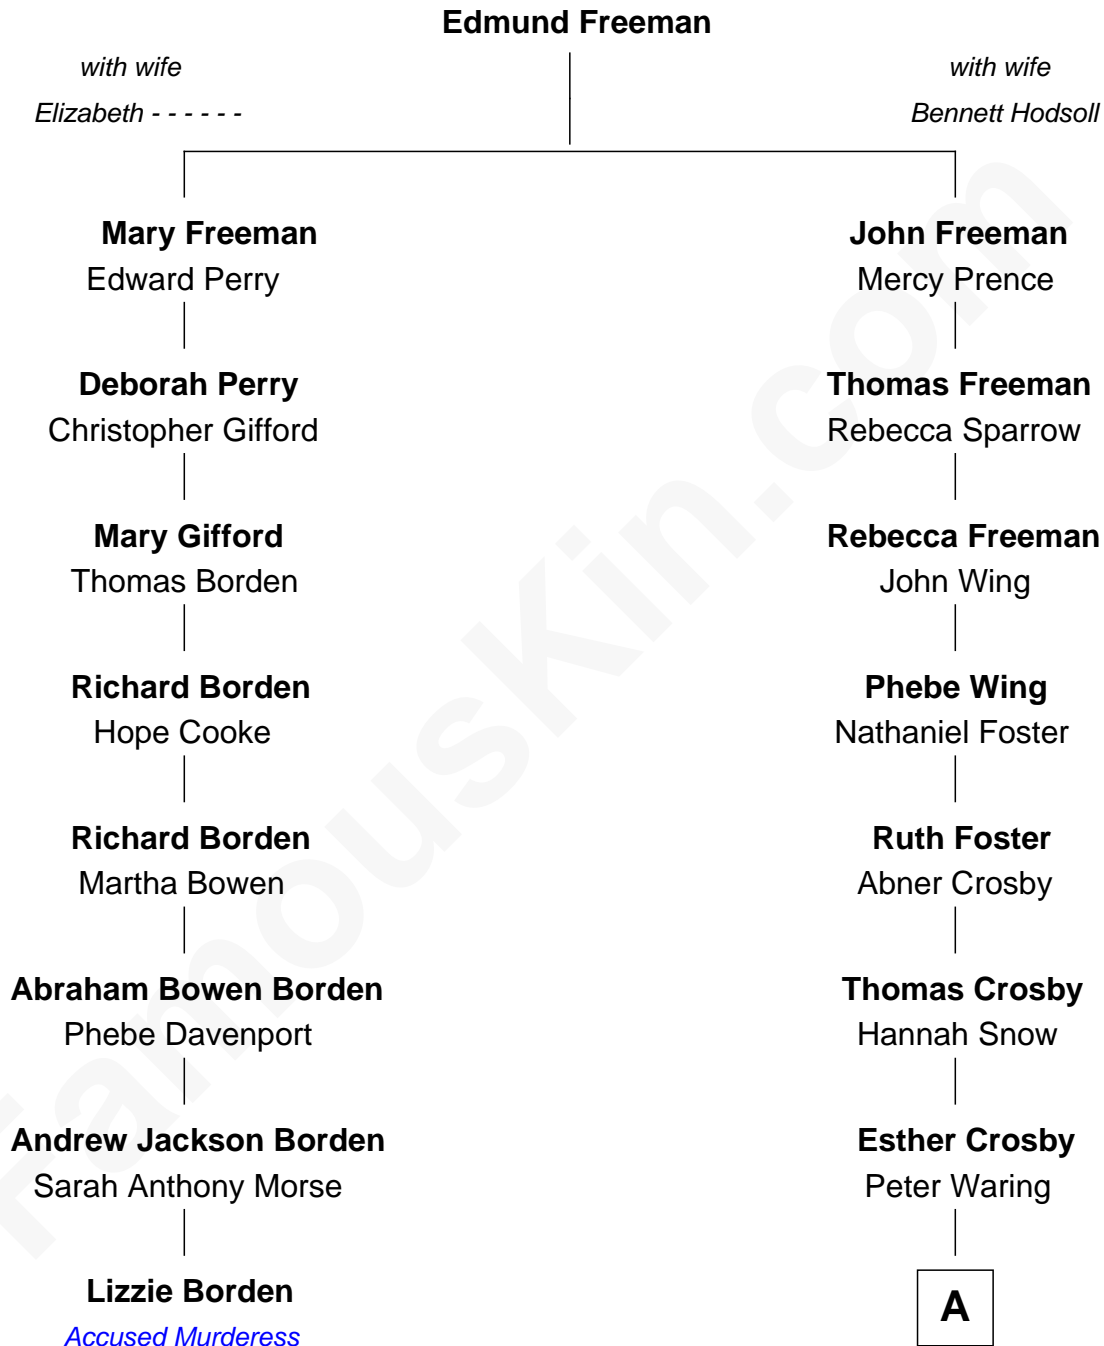 Edmund Freeman
with wife
Elizabeth - - - - - -
with wife
Bennett Hodsoll
Mary Freeman
Edward Perry
John Freeman
Mercy Prence
Deborah Perry
Christopher Gifford
Thomas Freeman
Rebecca Sparrow
Mary Gifford
Thomas Borden
Rebecca Freeman
John Wing
Richard Borden
Hope Cooke
Phebe Wing
Nathaniel Foster
Richard Borden
Martha Bowen
Ruth Foster
Abner Crosby
Abraham Bowen Borden
Phebe Davenport
Thomas Crosby
Hannah Snow
Andrew Jackson Borden
Sarah Anthony Morse
Esther Crosby
Peter Waring
Lizzie Borden
Accused Murderess
A
FamousKin.com